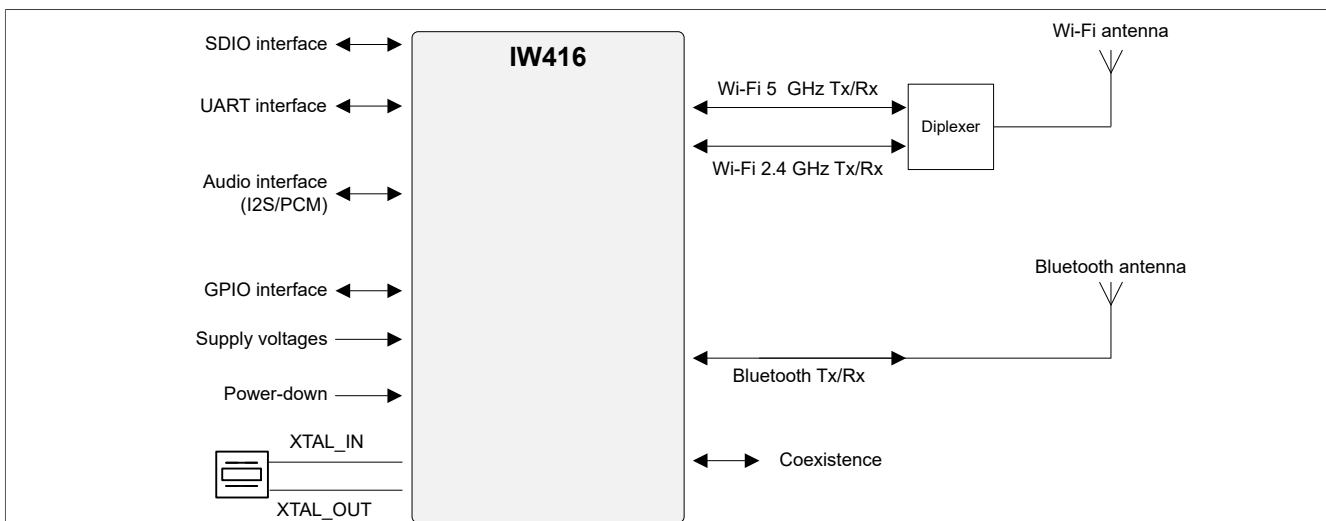 SDIO interface
UART interface
Audio interface
(I2S/PCM)
GPIO interface
Supply voltages
Power-down
XTAL_IN
XTAL_OUT
IW416
Wi-Fi 5 GHz Tx/Rx
Wi-Fi 2.4 GHz Tx/Rx
Diplexer
Wi-Fi antenna
Bluetooth antenna
Bluetooth Tx/Rx
Coexistence